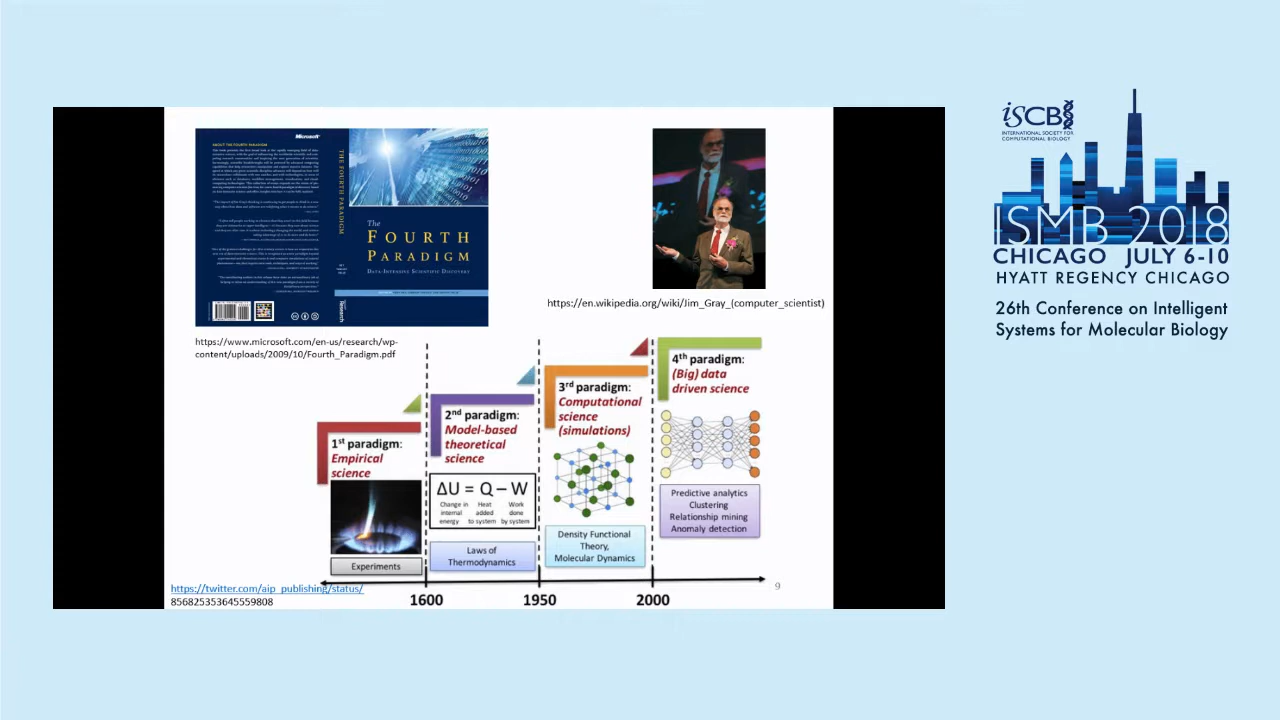 Microsoft
ABOUT THE FOURTH PARADIGM
THE FOURTH PARADIGM
The
FOURTH
PARADIGM
DATA-INTENSIVE SCIENTIFIC DISCOVERY
https://www.microsoft.com/en-us/research/wp-
content/uploads/2009/10/Fourth_Paradigm.pdf
https://en.wikipedia.org/wiki/Jim_Gray_(computer_scientist)
1st paradigm:
Empirical
science
Experiments
2nd paradigm:
Model-based
theoretical
science
ΔU = Q – W
Change in internal energy
Heat added to system
Work done by system
Laws of
Thermodynamics
3rd paradigm:
Computational
science
(simulations)
Density Functional
Theory,
Molecular Dynamics
4th paradigm:
(Big) data
driven science
Predictive analytics
Clustering
Relationship mining
Anomaly detection
1600
1950
2000
https://twitter.com/aip_publishing/status/
856825353645559808
9
iSCB
INTERNATIONAL SOCIETY FOR
COMPUTATIONAL BIOLOGY
ISMB 2018
CHICAGO JULY 6-10
HYATT REGENCY CHICAGO
26th Conference on Intelligent
Systems for Molecular Biology